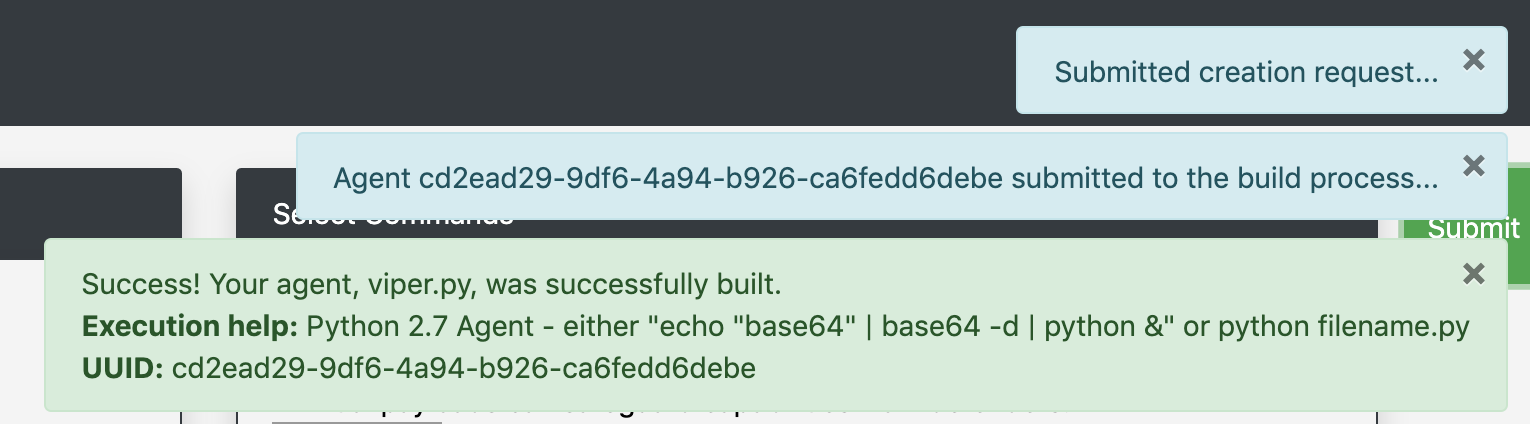 Submitted creation request...
Agent cd2ead29-9df6-4a94-b926-ca6fedd6debe submitted to the build process...
Select Commands
Submit
Success! Your agent, viper.py, was successfully built.
Execution help: Python 2.7 Agent - either "echo "base64" | base64 -d | python &" or python filename.py
UUID: cd2ead29-9df6-4a94-b926-ca6fedd6debe